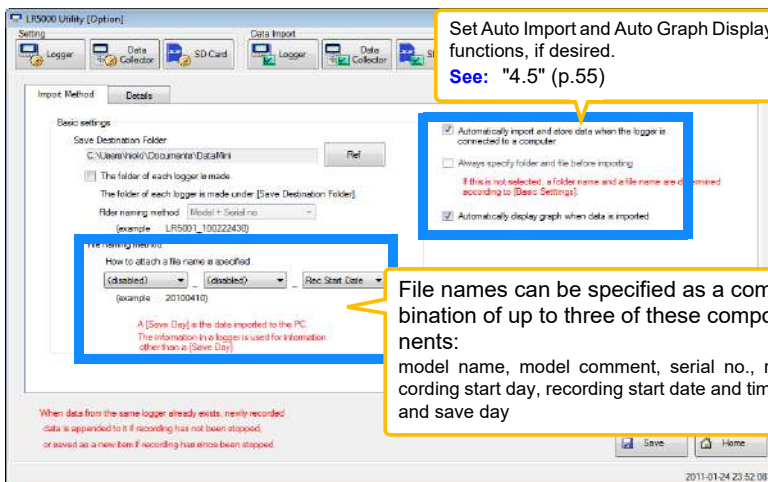 LR5000 Utility [Option]
Setting
Data Import
Logger
Data Collector
SD Card
Logger
Data Collector
Set Auto Import and Auto Graph Display
functions, if desired.
See: "4.5" (p.55)
Import Method
Details
Basic settings
Save Destination Folder
C:\Users\hioki\Documents\DataMini
Ref
The folder of each logger is made
The folder of each logger is made under [Save Destination Folder].
Folder naming method
Model + Serial no
(example LR5001_100222430)
File naming method
How to attach a file name is specified.
(disabled) _ (disabled) _ Rec Start Date
(example 20100410)
A [Save Day] is the date imported to the PC.
The information in a logger is used for information
other than a [Save Day]
Automatically import and store data when the logger is
connected to a computer
Always specify folder and file before importing
If this is not selected, a folder name and a file name are determined
according to [Basic Settings].
Automatically display graph when data is imported
File names can be specified as a com
bination of up to three of these compo
nents:
model name, model comment, serial no.,
cording start day, recording start date and tim
and save day
When data from the same logger already exists, newly recorded
data is appended to it if recording has not been stopped,
or saved as a new item if recording has since been stopped.
Save
Home
2011-01-24 23:52:08